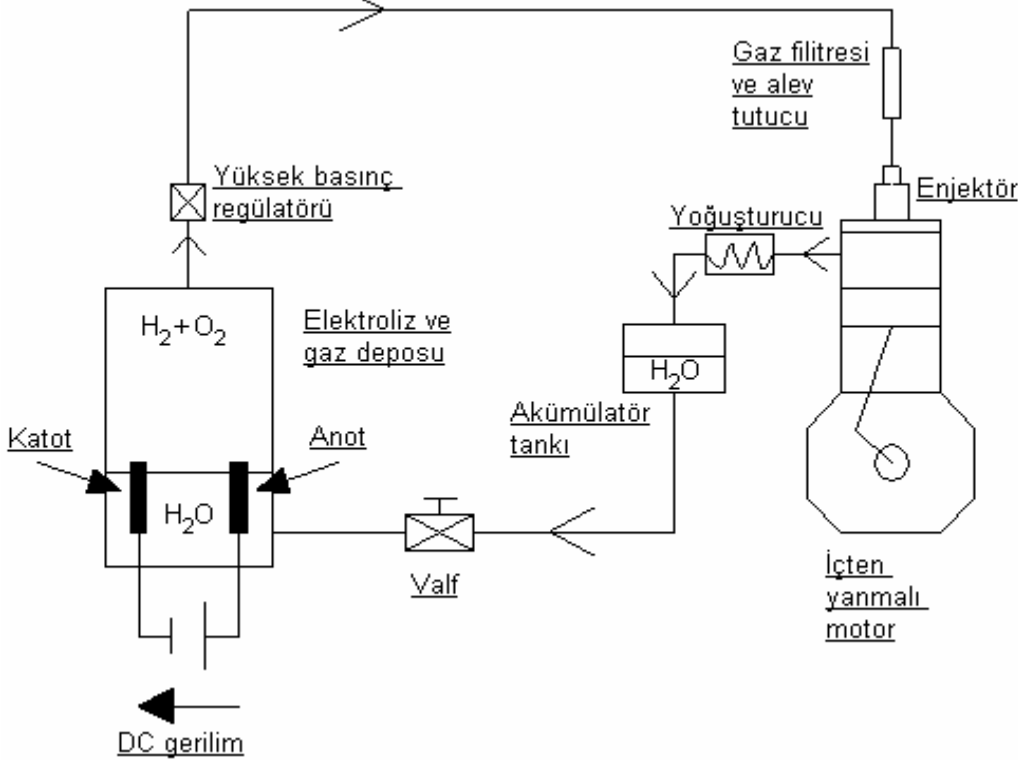 Gaz filitresi
ve alev
tutucu
Yüksek basınç
regülatörü
Enjektör
Yoğuşturucu
H₂+O₂
Elektroliz ve
gaz deposu
H₂O
Akümülatör
tankı
Katot
Anot
H₂O
Valf
İçten
yanmalı
motor
DC gerilim